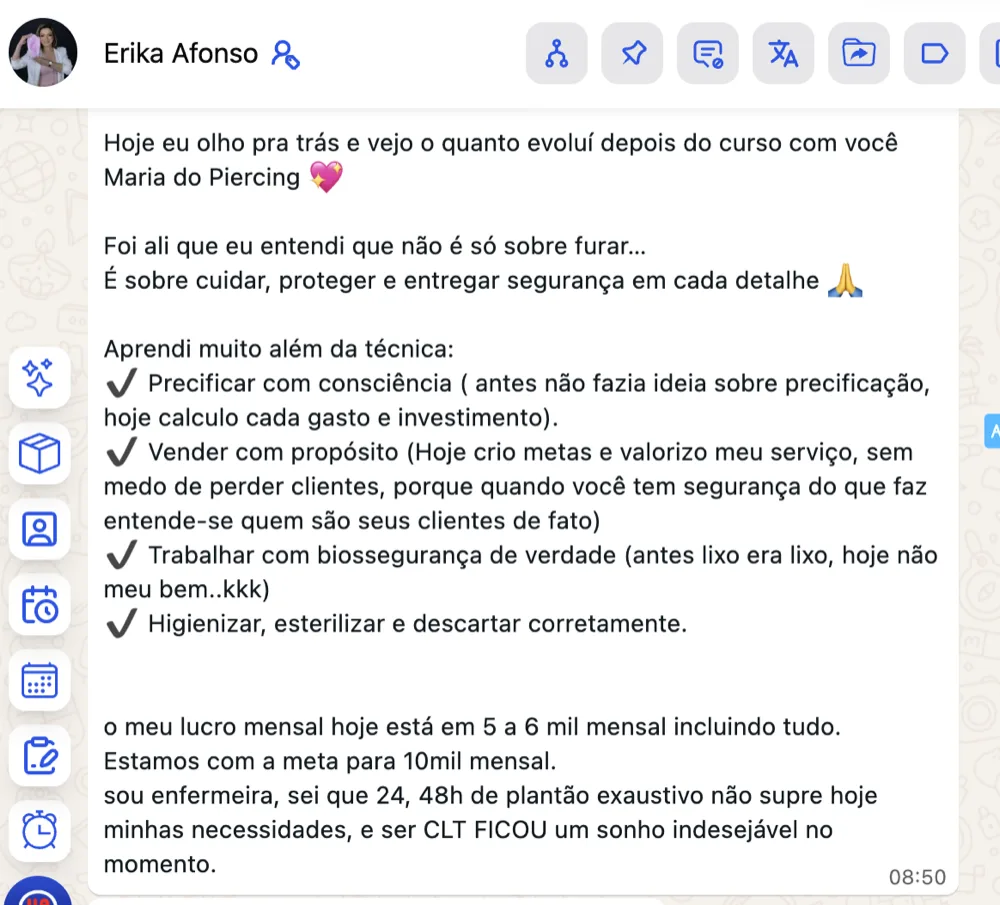 Erika Afonso
Hoje eu olho pra trás e vejo o quanto evoluí depois do curso com você
Maria do Piercing 💖
Foi ali que eu entendi que não é só sobre furar...
É sobre cuidar, proteger e entregar segurança em cada detalhe 🙏
Aprendi muito além da técnica:
✔️ Precificar com consciência ( antes não fazia ideia sobre precificação,
hoje calculo cada gasto e investimento).
✔️ Vender com propósito (Hoje crio metas e valorizo meu serviço, sem
medo de perder clientes, porque quando você tem segurança do que faz
entende-se quem são seus clientes de fato)
✔️ Trabalhar com biossegurança de verdade (antes lixo era lixo, hoje não
meu bem..kkk)
✔️ Higienizar, esterilizar e descartar corretamente.
o meu lucro mensal hoje está em 5 a 6 mil mensal incluindo tudo.
Estamos com a meta para 10mil mensal.
sou enfermeira, sei que 24, 48h de plantão exaustivo não supre hoje
minhas necessidades, e ser CLT FICOU um sonho indesejável no
momento.
08:50